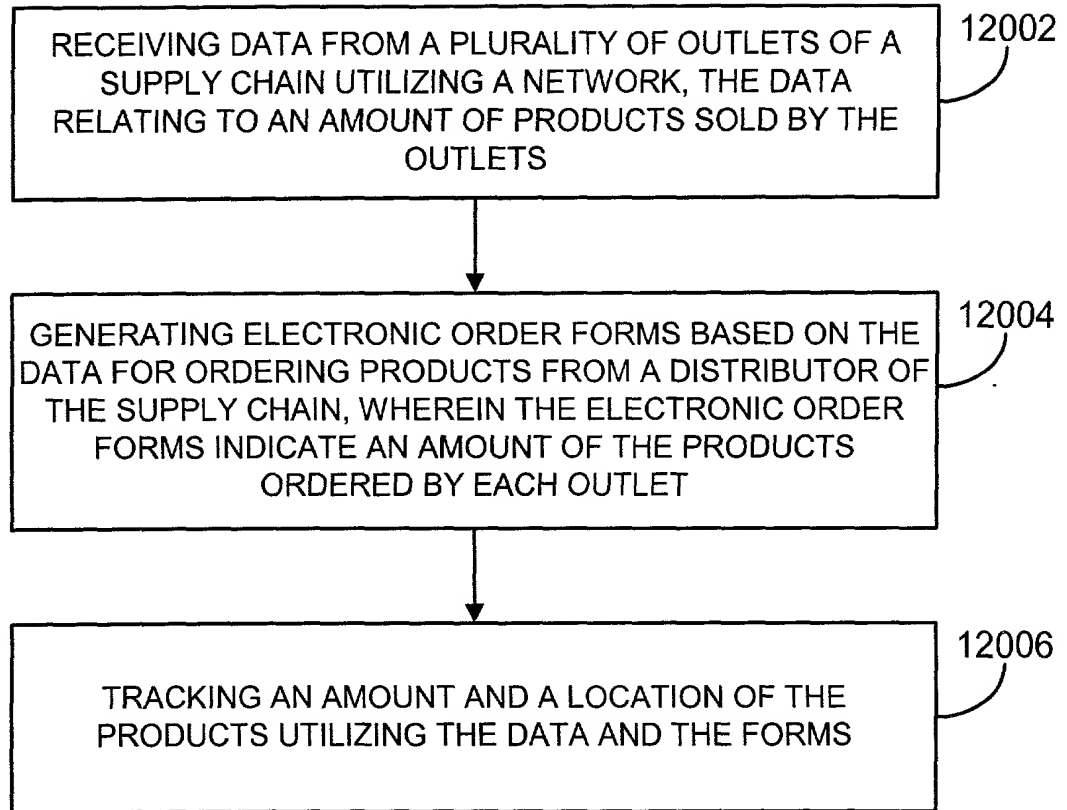 RECEIVING DATA FROM A PLURALITY OF OUTLETS OF A
SUPPLY CHAIN UTILIZING A NETWORK, THE DATA
RELATING TO AN AMOUNT OF PRODUCTS SOLD BY THE
OUTLETS
12002
GENERATING ELECTRONIC ORDER FORMS BASED ON THE
DATA FOR ORDERING PRODUCTS FROM A DISTRIBUTOR OF
THE SUPPLY CHAIN, WHEREIN THE ELECTRONIC ORDER
FORMS INDICATE AN AMOUNT OF THE PRODUCTS
ORDERED BY EACH OUTLET
12004
TRACKING AN AMOUNT AND A LOCATION OF THE
PRODUCTS UTILIZING THE DATA AND THE FORMS
12006